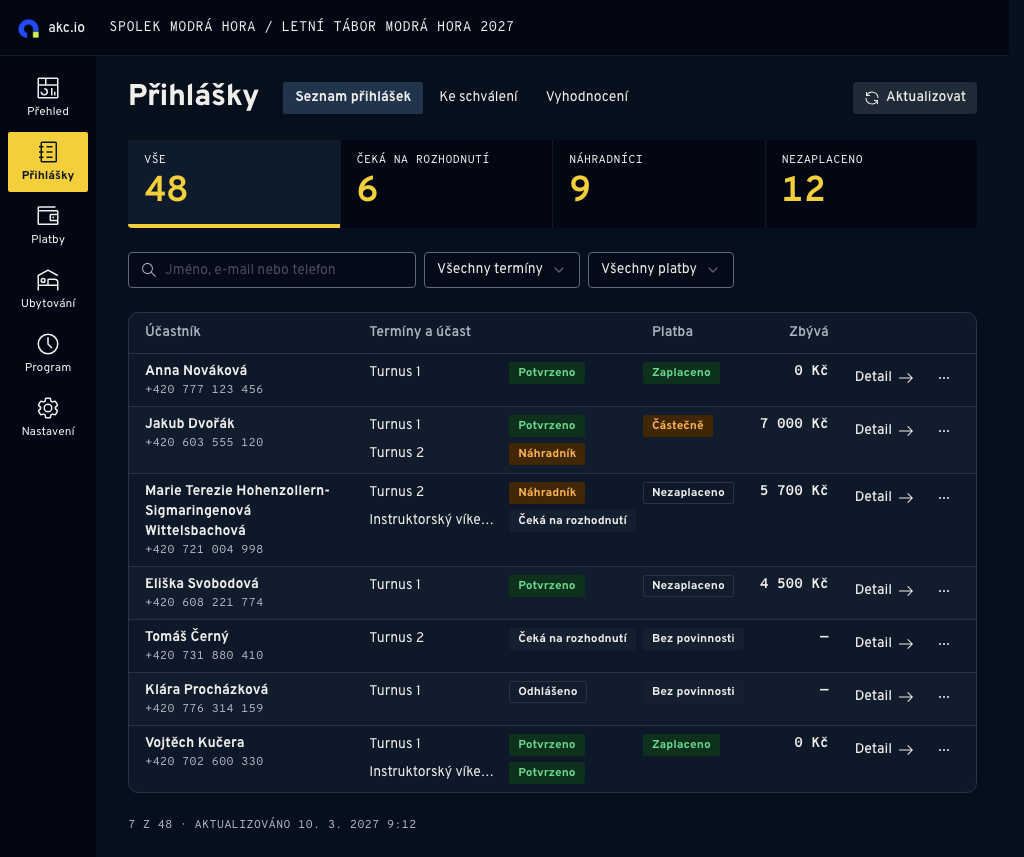 akc.io
SPOLEK MODRÁ HORA / LETNÍ TÁBOR MODRÁ HORA 2027
Přehled
Přihlášky
Platby
Ubytování
Program
Nastavení
Přihlášky
Seznam přihlášek
Ke schválení
Vyhodnocení
Aktualizovat
VŠE
48
ČEKÁ NA ROZHODNUTÍ
6
NÁHRADNÍCI
9
NEZAPLACENO
12
Jméno, e-mail nebo telefon
Všechny termíny
Všechny platby
Účastník Termíny a účast Platba Zbývá
Anna Nováková Turnus 1 Potvrzeno Zaplaceno 0 Kč Detail → ...
+420 777 123 456
Jakub Dvořák Turnus 1 Potvrzeno Částečně 7 000 Kč Detail → ...
+420 603 555 120
Turnus 2 Náhradník
Marie Terezie Hohenzollern- Turnus 2 Náhradník Nezaplaceno 5 700 Kč Detail → ...
Sigmaringenová
Instruktorský víke... Čeká na rozhodnutí
Wittelsbachová
+420 721 004 998
Eliška Svobodová Turnus 1 Potvrzeno Nezaplaceno 4 500 Kč Detail → ...
+420 608 221 774
Tomáš Černý Turnus 2 Čeká na rozhodnutí Bez povinnosti — Detail → ...
+420 731 880 410
Klára Procházková Turnus 1 Odhlášeno Bez povinnosti — Detail → ...
+420 776 314 159
Vojtěch Kučera Turnus 1 Potvrzeno Zaplaceno 0 Kč Detail → ...
+420 702 600 330
Instruktorský víke... Potvrzeno
7 Z 48 · AKTUALIZOVÁNO 10. 3. 2027 9:12